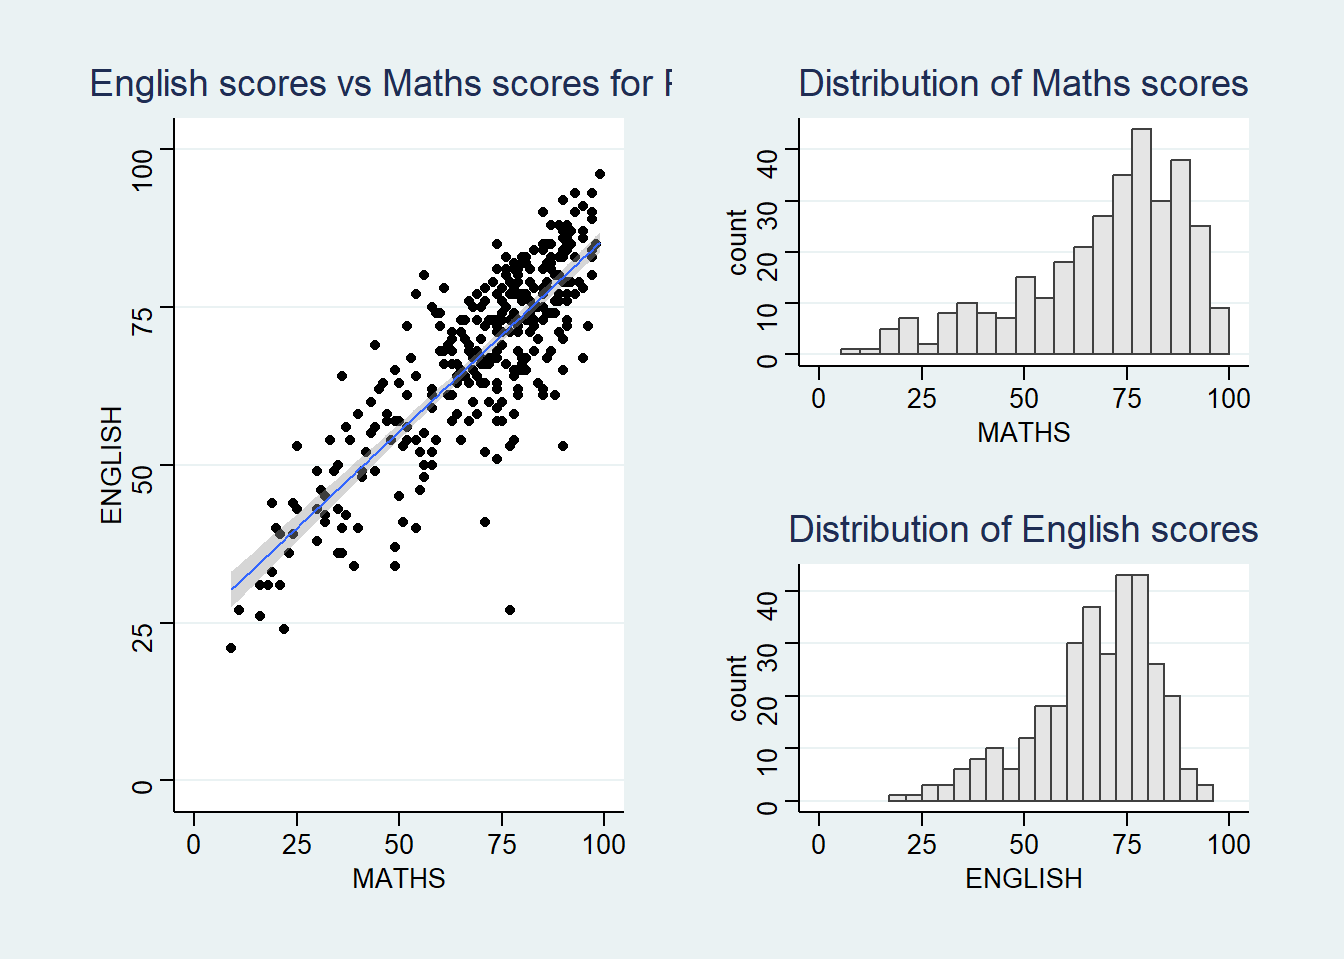 English scores vs Maths scores for
ENGLISH
100
75
50
25
0
0 25 50 75 100
MATHS
Distribution of Maths scores
count
40
30
20
10
0
0 25 50 75 100
MATHS
Distribution of English scores
count
40
30
20
10
0
0 25 50 75 100
ENGLISH